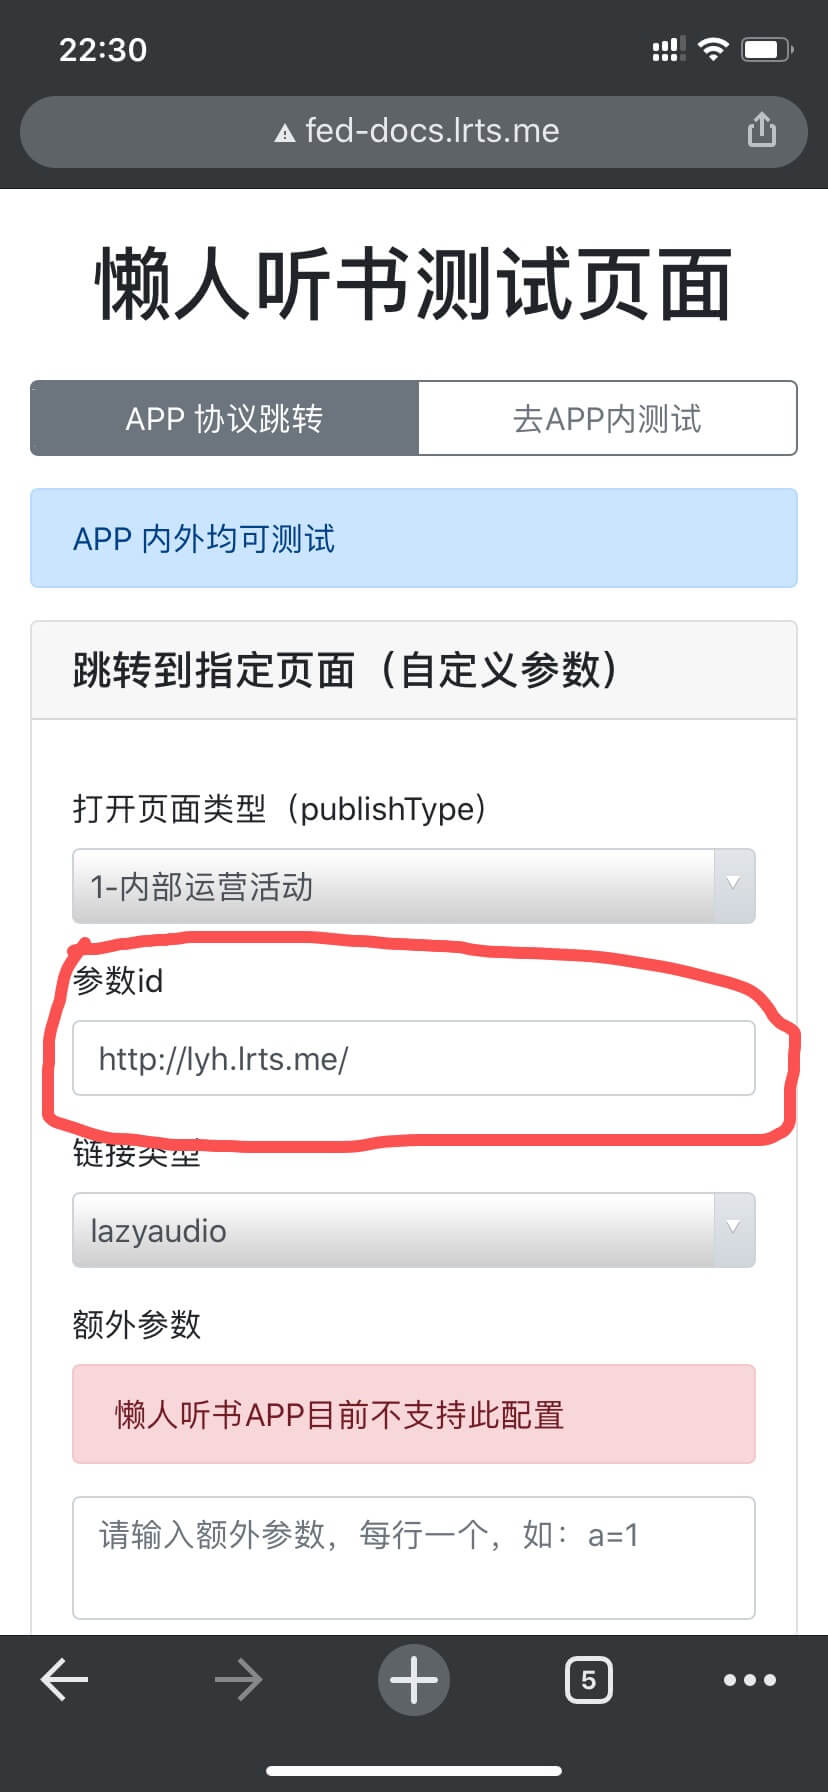 22:30
fed-docs.lrts.me
懒人听书测试页面
APP 协议跳转
去APP内测试
APP 内外均可测试
跳转到指定页面（自定义参数）
打开页面类型（publishType）
1-内部运营活动
参数id
http://lyh.lrts.me/
链接类型
lazyaudio
额外参数
懒人听书APP目前不支持此配置
请输入额外参数，每行一个，如：a=1
5